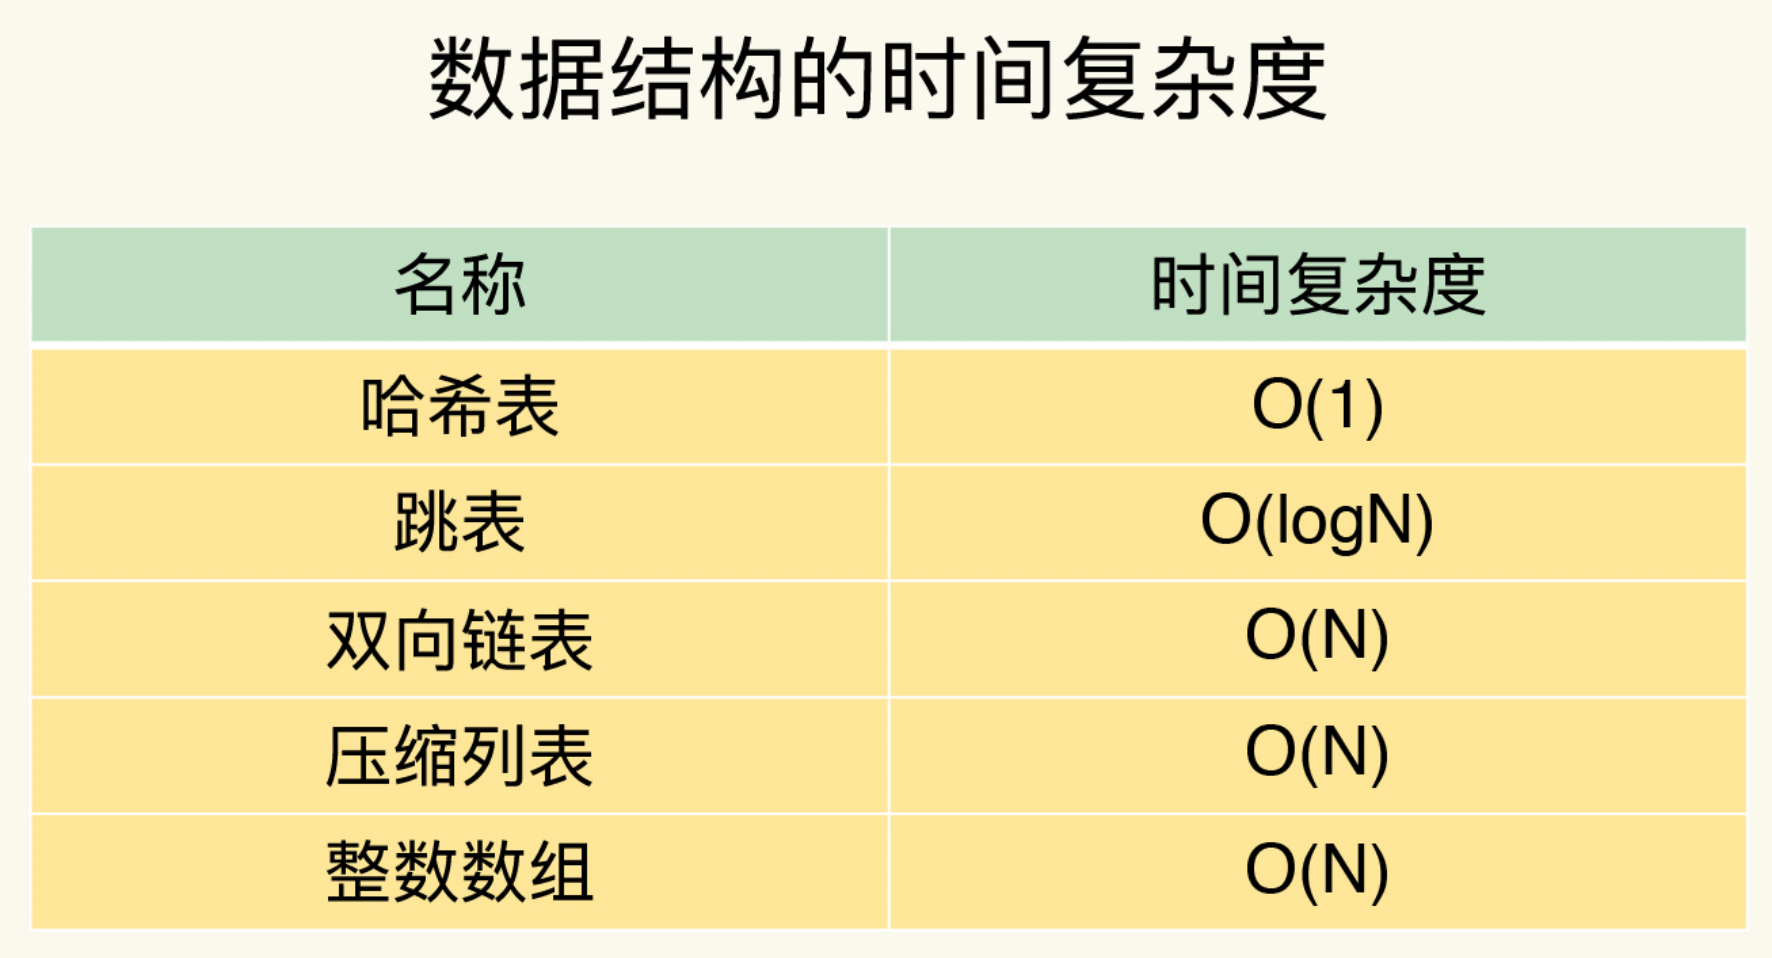 数据结构的时间复杂度
名称 时间复杂度
哈希表 O(1)
跳表 O(logN)
双向链表 O(N)
压缩列表 O(N)
整数数组 O(N)